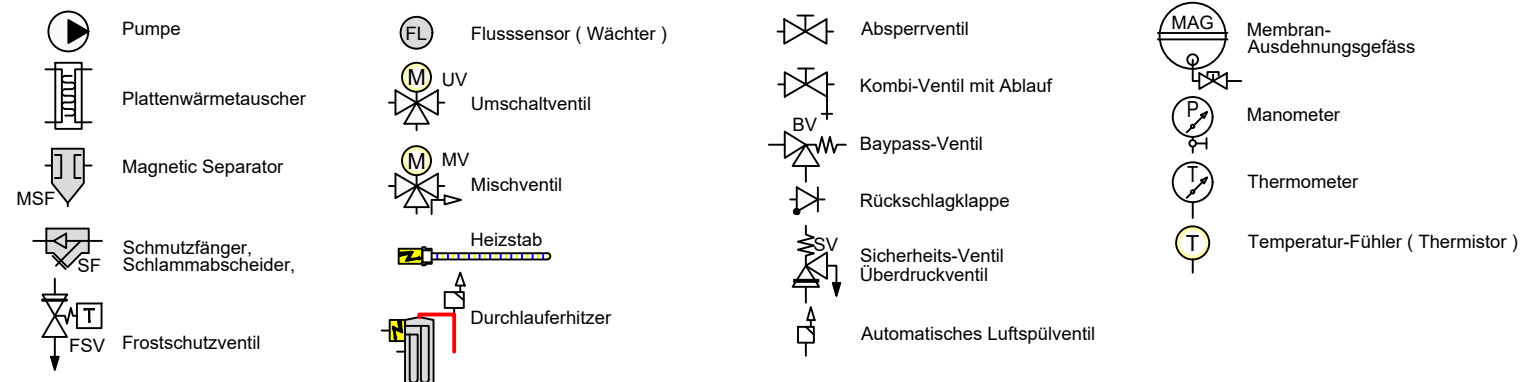 Pumpe
Plattenwärmetauscher
MSF
Magnetic Separator
SF
Schmutzfänger,
Schlammabscheider,
T
FSV
Frostschutzventil
FL
Flusssensor ( Wächter )
M
UV
Umschaltventil
M
MV
Mischventil
Heizstab
Durchlauferhitzer
Absperrventil
Kombi-Ventil mit Ablauf
BV
Baypass-Ventil
Rückschlagklappe
SV
Sicherheits-Ventil
Überdruckventil
Automatisches Luftspülventil
MAG
Membran-
Ausdehnungsgefäss
P
Manometer
T
Thermometer
T
Temperatur-Fühler ( Thermistor )